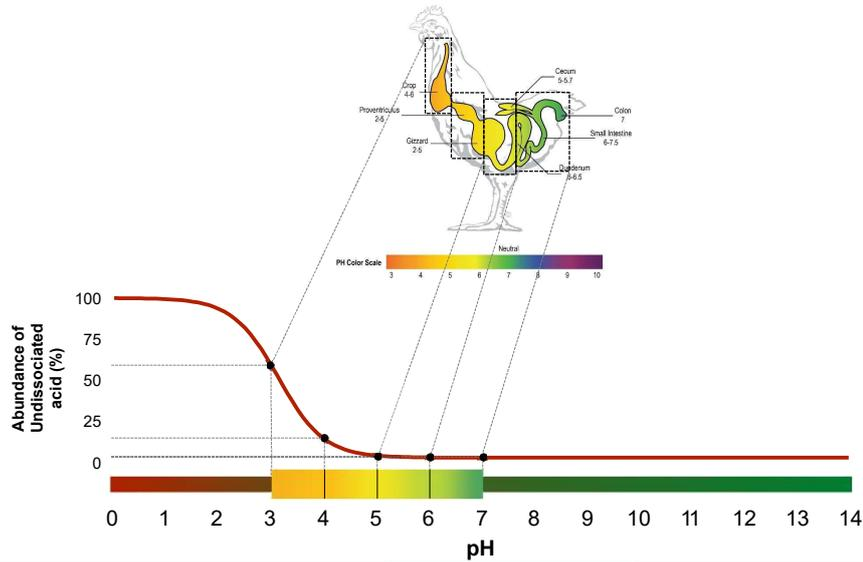 Cecum
5-5.7
Crop
4-6
Proventriculus
2-5
Colon
7
Small Intestine
6-7.5
Gizzard
2-5
Duodenum
5-6.5
Neutral
PH Color Scale
3 4 5 6 7 8 9 10
Abundance of
Undissociated
acid (%)
100
75
50
25
0
0 1 2 3 4 5 6 7 8 9 10 11 12 13 14
pH